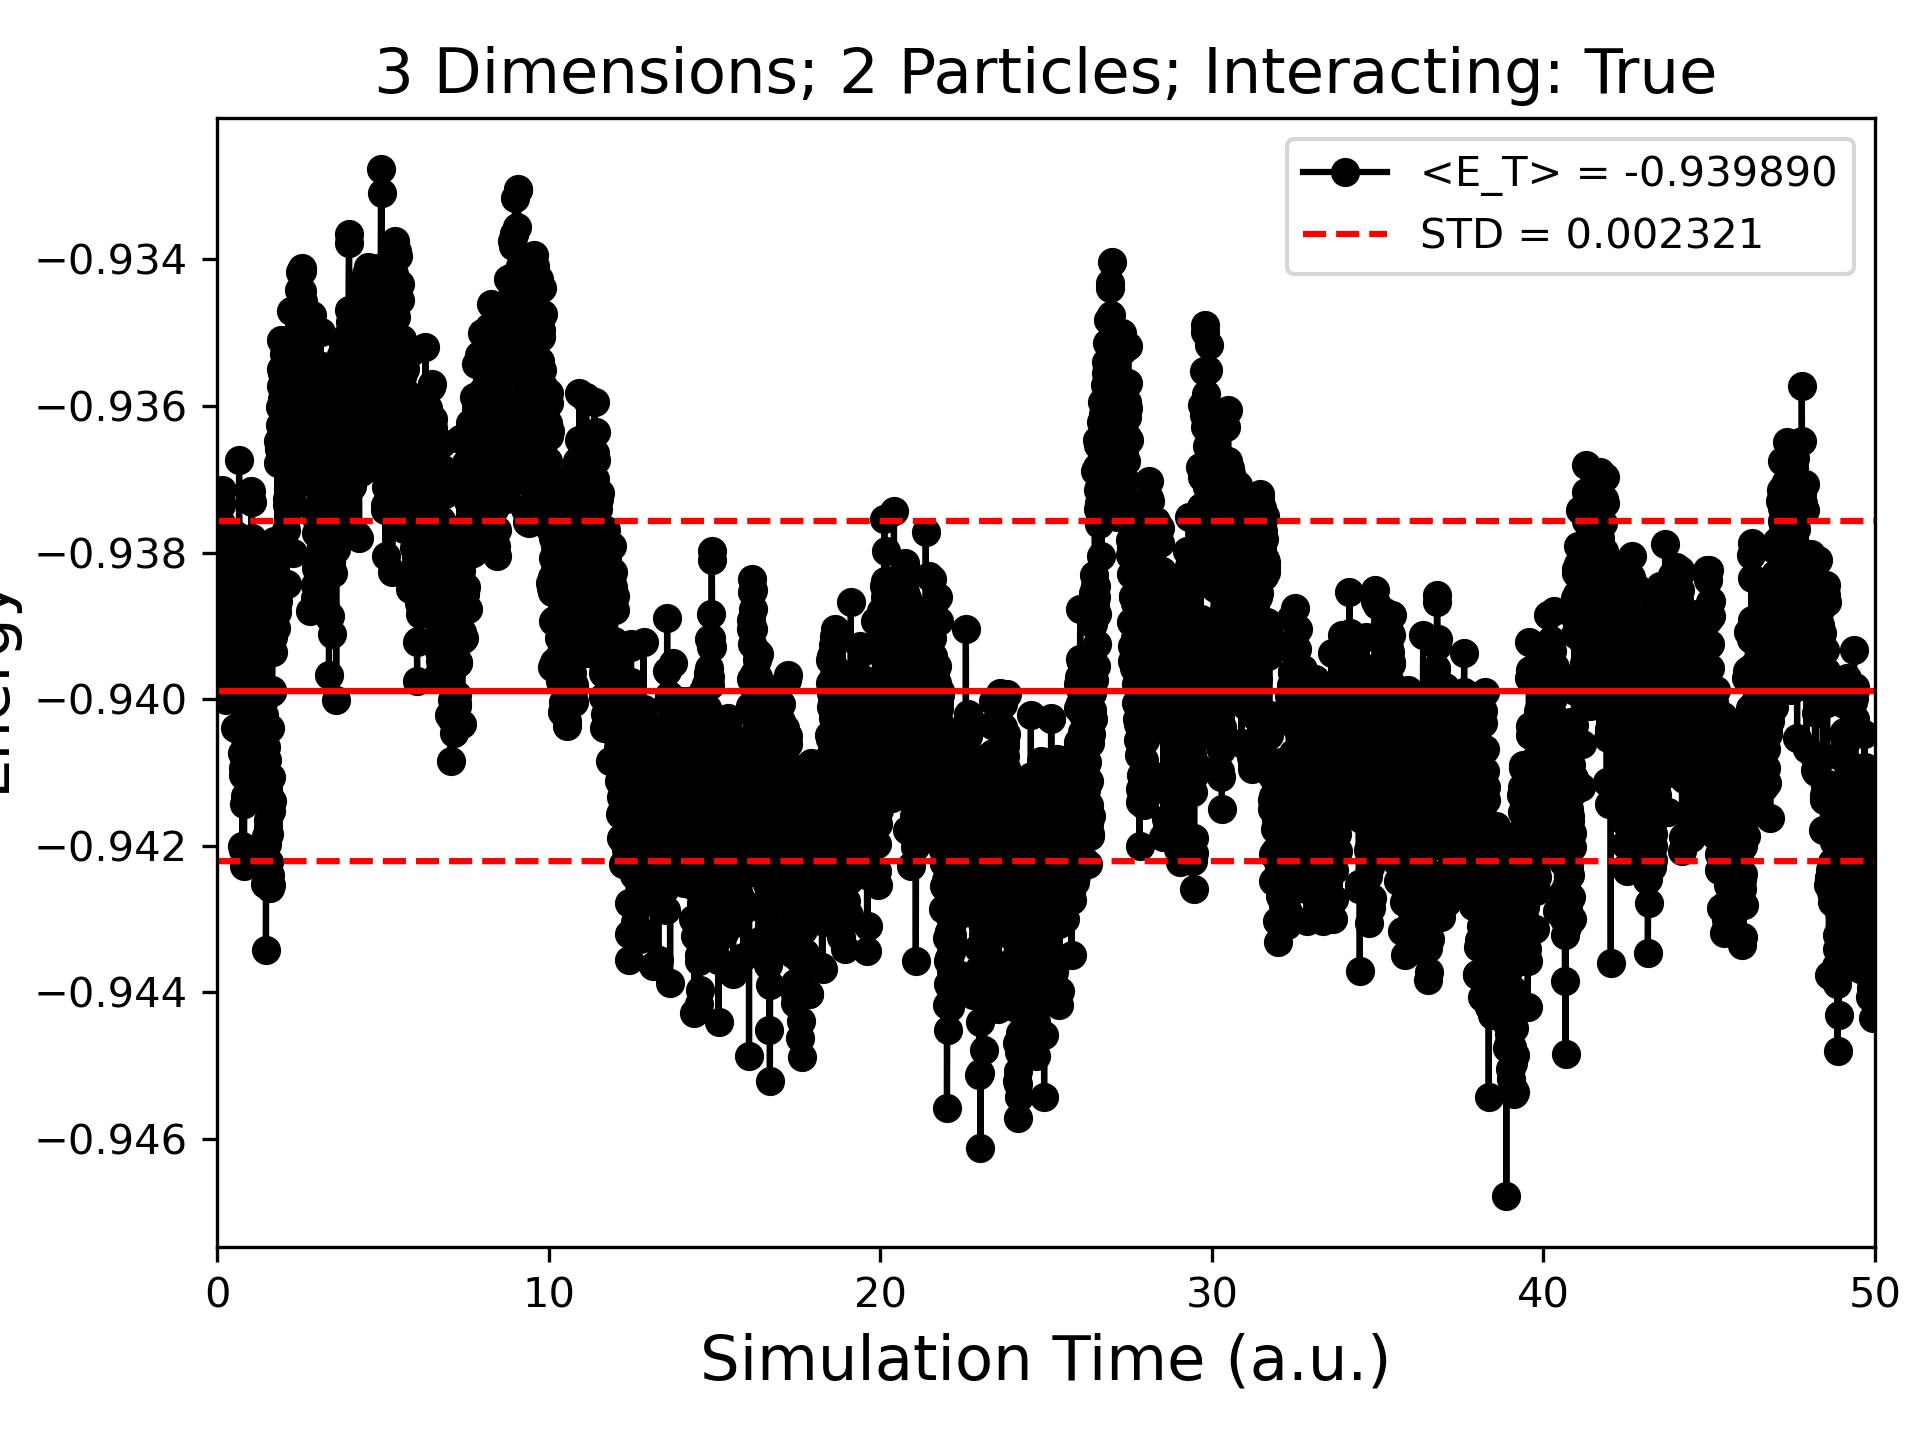 3 Dimensions; 2 Particles; Interacting: True
<E_T> = -0.939890
STD = 0.002321
−0.934
−0.936
−0.938
−0.940
−0.942
−0.944
−0.946
0 10 20 30 40 50
Simulation Time (a.u.)